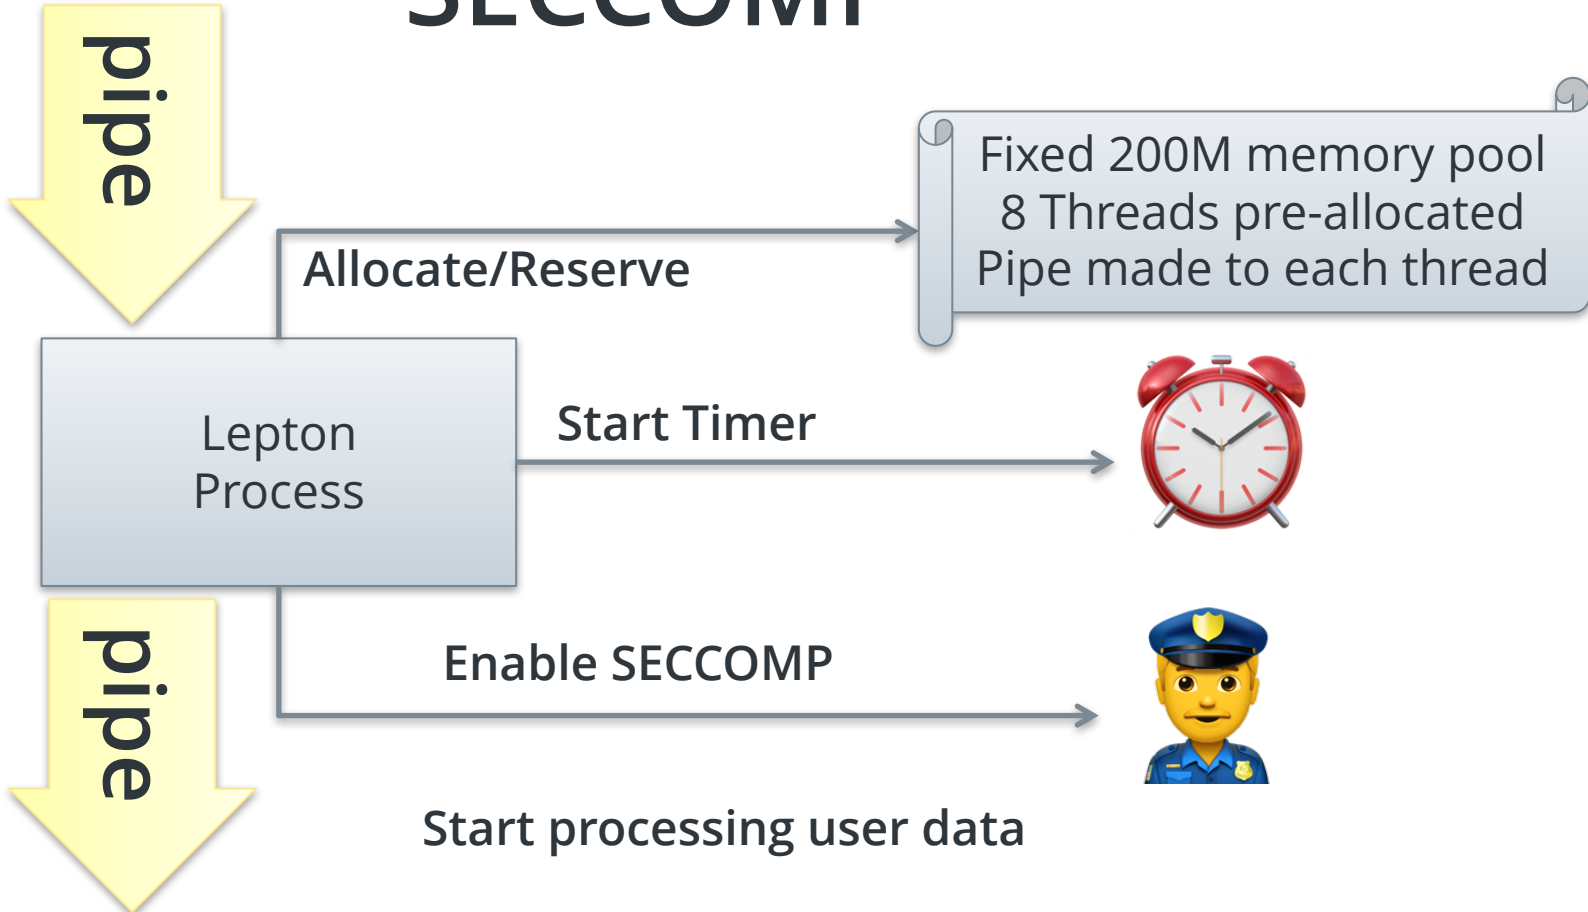 SECCOMP
pipe
Fixed 200M memory pool
8 Threads pre-allocated
Pipe made to each thread
Allocate/Reserve
Start Timer
Lepton
Process
Enable SECCOMP
pipe
Start processing user data